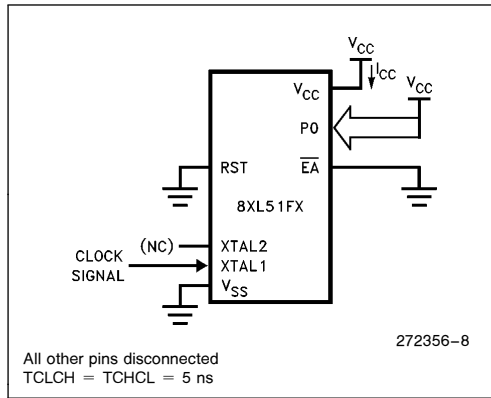 VCC
ICC
VCC
VCC
P0
RST
EA
8XL51FX
(NC)
XTAL2
CLOCK
SIGNAL
XTAL1
VSS
272356–8
All other pins disconnected
TCLCH = TCHCL = 5 ns